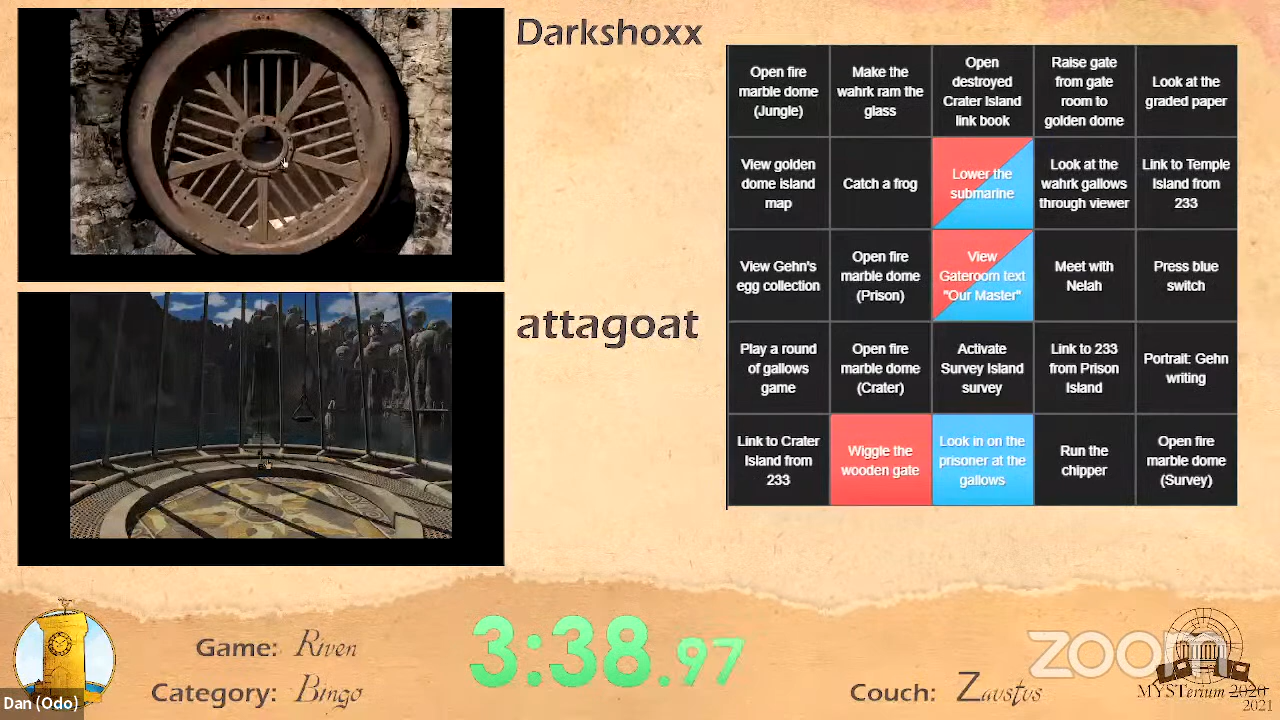 Darkshoxx
attagoat
Open fire
marble dome
(Jungle)
Make the
wahrk ram the
glass
Open
destroyed
Crater Island
link book
Raise gate
from gate
room to
golden dome
Look at the
graded paper
View golden
dome island
map
Catch a frog
Lower the
submarine
Look at the
wahrk gallows
through viewer
Link to Temple
Island from
233
View Gehn's
egg collection
Open fire
marble dome
(Prison)
View
Gateroom text
"Our Master"
Meet with
Nelah
Press blue
switch
Play a round
of gallows
game
Open fire
marble dome
(Crater)
Activate
Survey Island
survey
Link to 233
from Prison
Island
Portrait: Gehn
writing
Link to Crater
Island from
233
Wiggle the
wooden gate
Look in on the
prisoner at the
gallows
Run the
chipper
Open fire
marble dome
(Survey)
Game: Riven
Category: Bingo
3:38.97
Couch: Zaustus
zoom
MYSTerium 2020
2021
Dan (Odo)